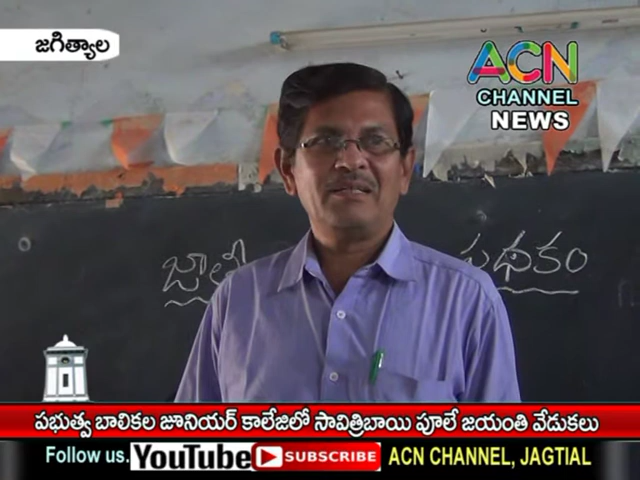 జగిత్యాల
ACN
CHANNEL
NEWS
జాతీ పథకం
పభుత్వ బాలికల జూనియర్ కాలేజిలో సావిత్రిబాయి పూలే జయంతి వేడుకలు
Follow us. YouTube SUBSCRIBE ACN CHANNEL, JAGTIAL